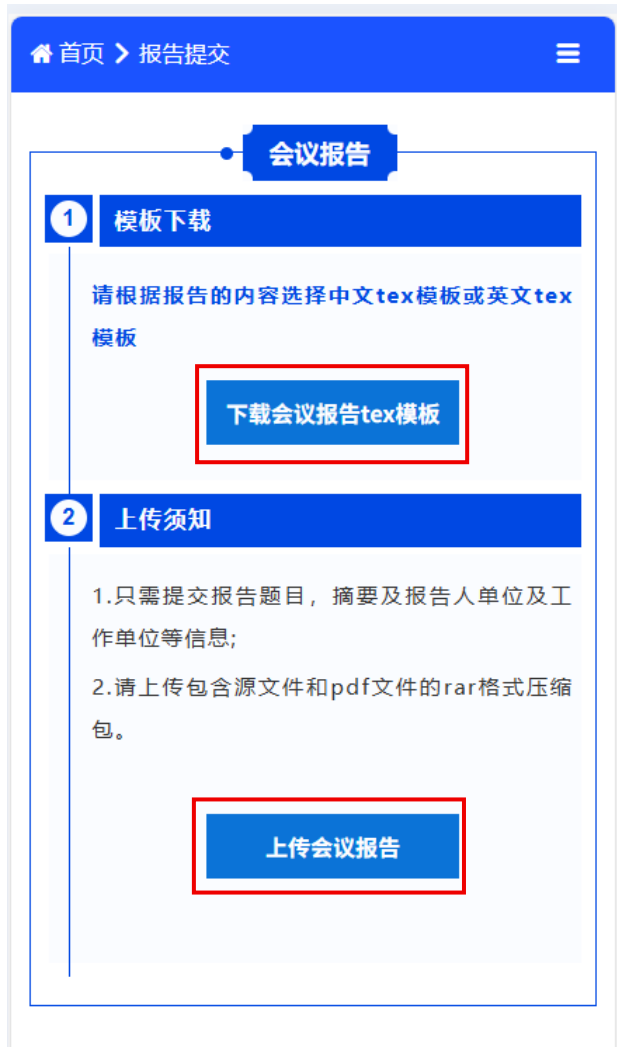 首页 > 报告提交
会议报告
1 模板下载
请根据报告的内容选择中文tex模板或英文tex
模板
下载会议报告tex模板
2 上传须知
1.只需提交报告题目，摘要及报告人单位及工
作单位等信息;
2.请上传包含源文件和pdf文件的rar格式压缩
包。
上传会议报告